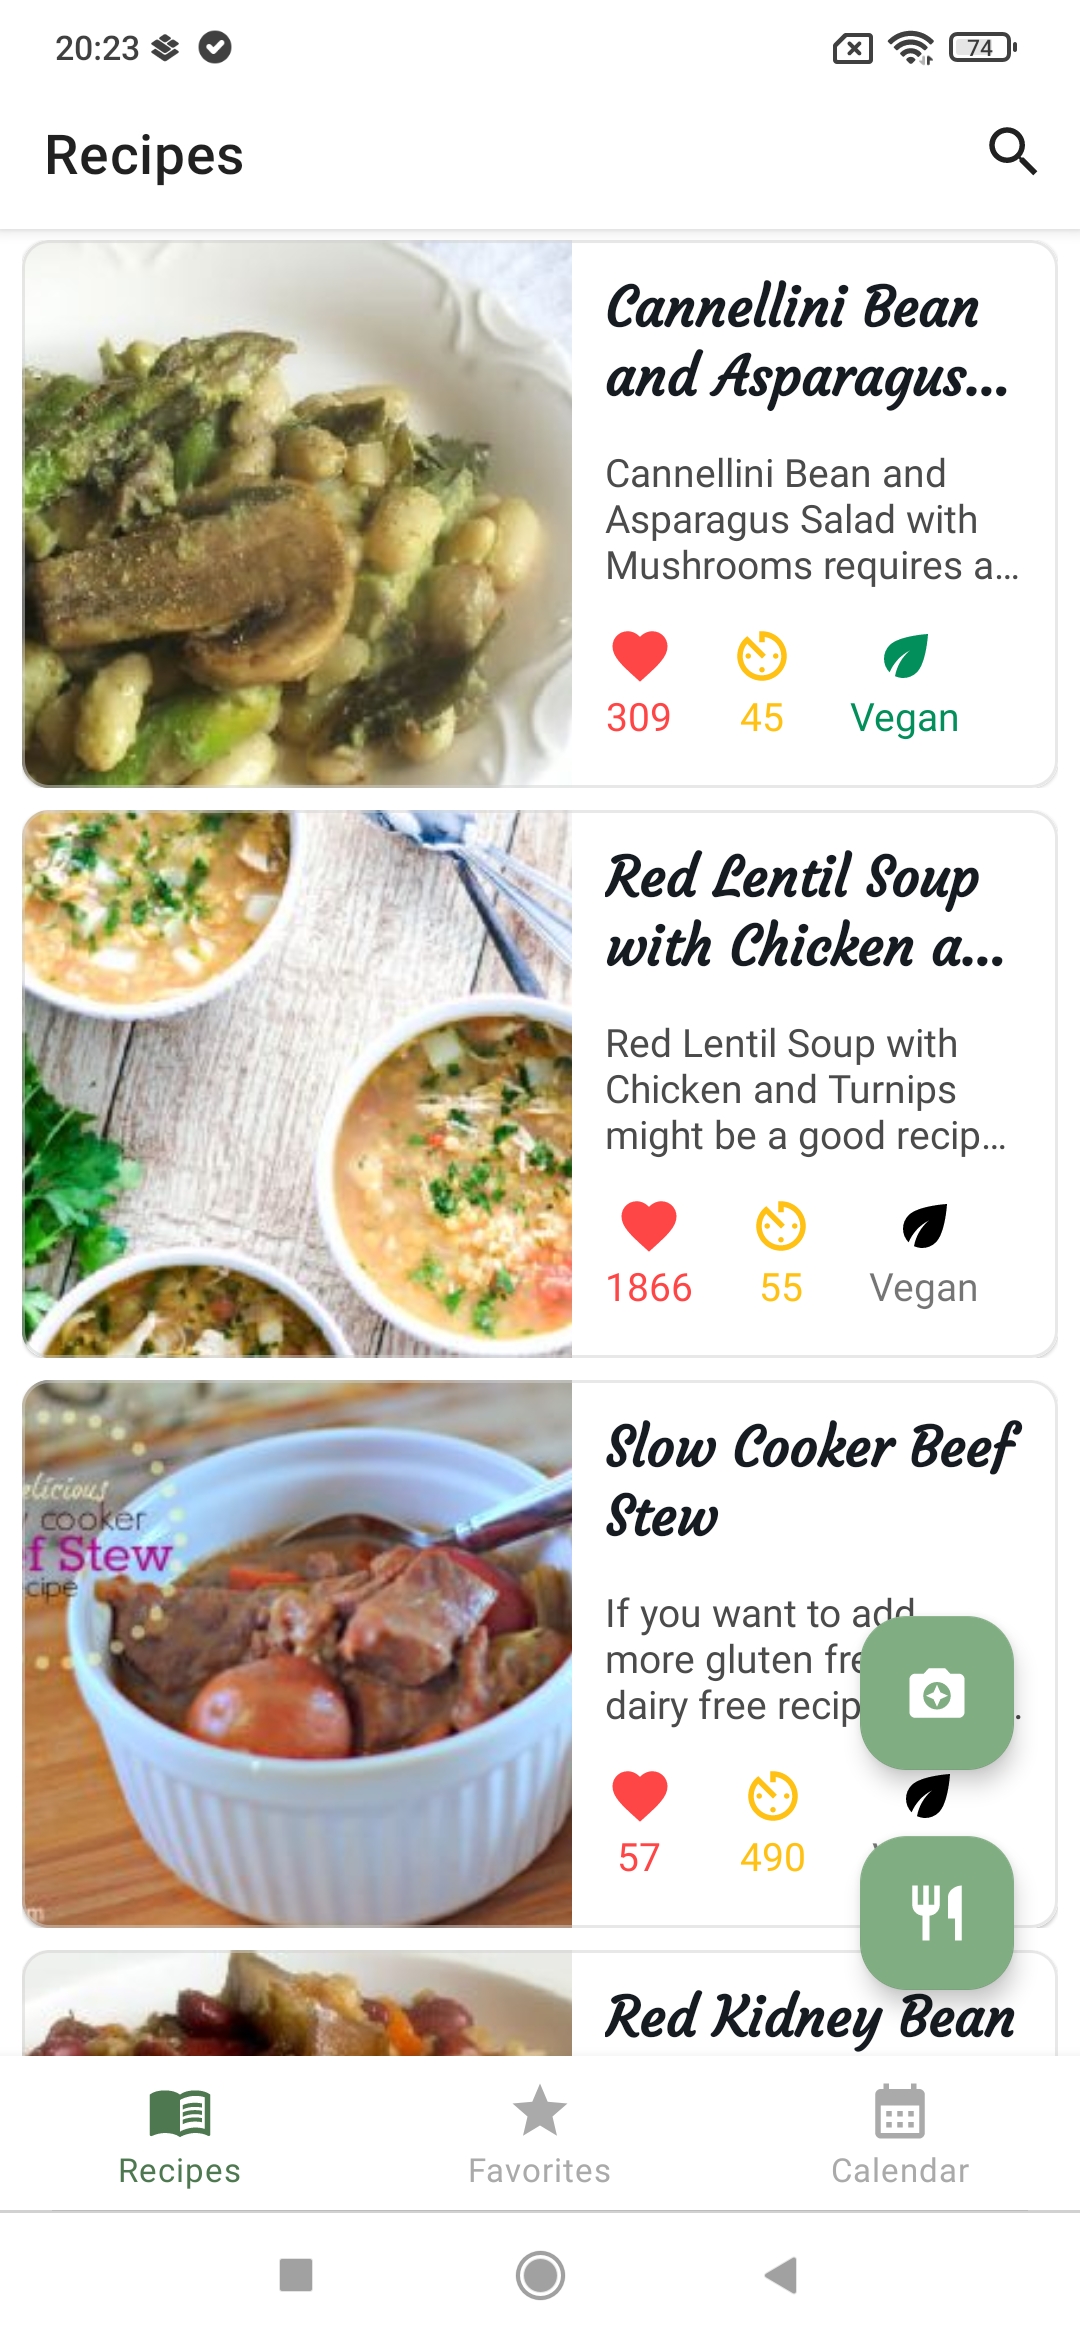 20:23
74
Recipes
Cannellini Bean
and Asparagus...
Cannellini Bean and
Asparagus Salad with
Mushrooms requires a...
309
45
Vegan
Red Lentil Soup
with Chicken a...
Red Lentil Soup with
Chicken and Turnips
might be a good recip...
1866
55
Vegan
elicious
cooker
f Stew
cipe
Slow Cooker Beef
Stew
If you want to add
more gluten fre
dairy free recip
57
490
Red Kidney Bean
Recipes
Favorites
Calendar